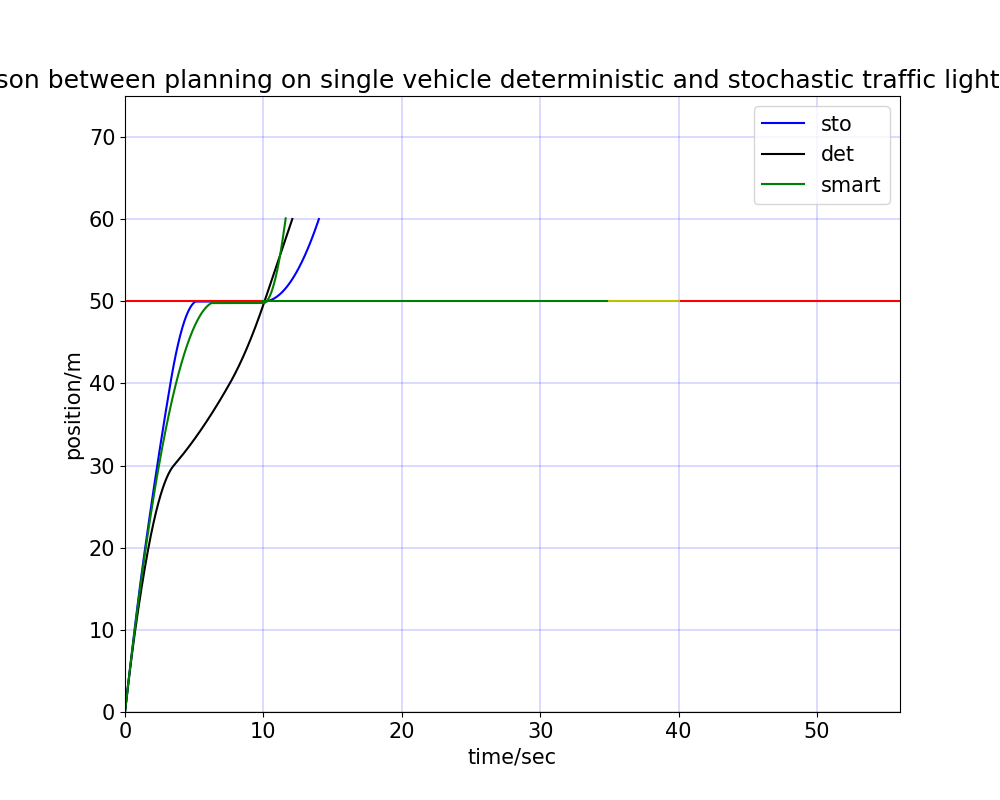 son between planning on single vehicle deterministic and stochastic traffic light
sto
det
smart
position/m
70
60
50
40
30
20
10
0
0 10 20 30 40 50
time/sec